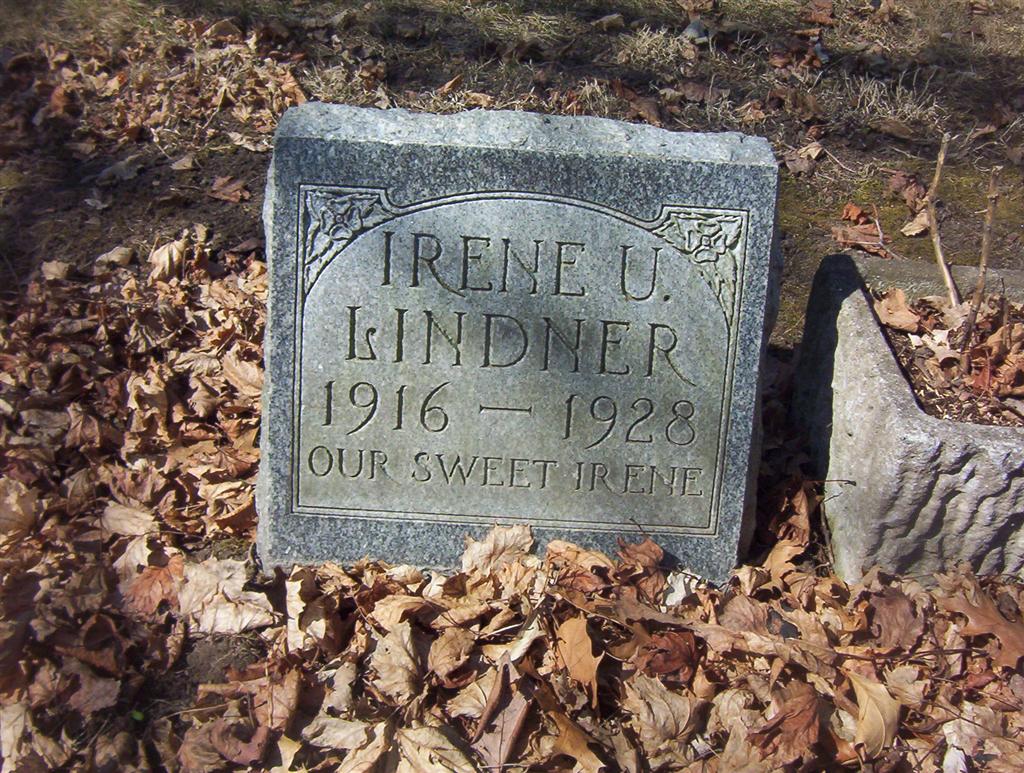 IRENE U.
LINDNER
1916 — 1928
OUR SWEET IRENE